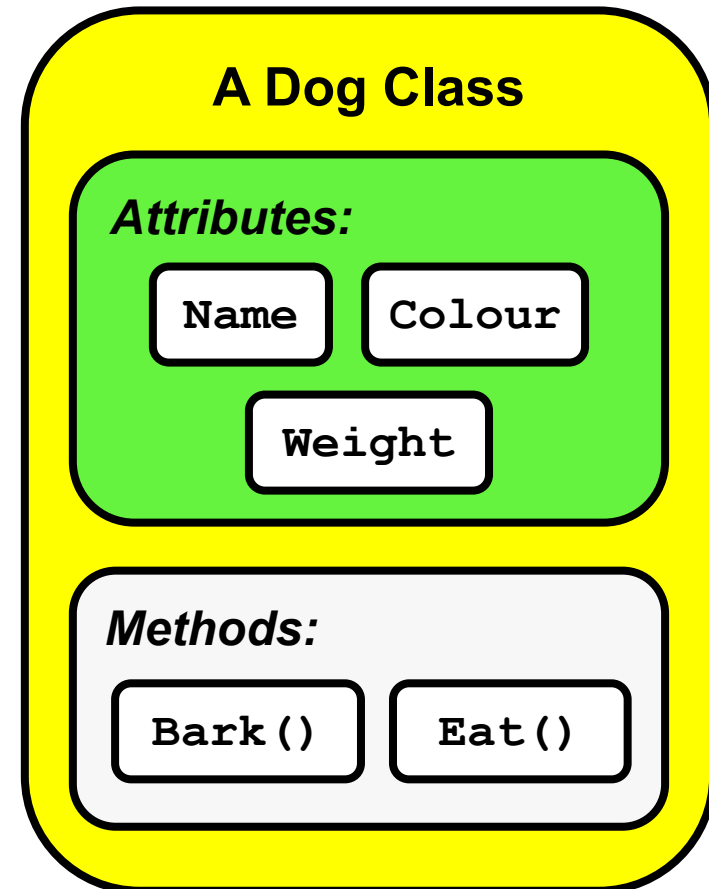 A Dog Class
Attributes:
Name Colour
Weight
Methods:
Bark() Eat()